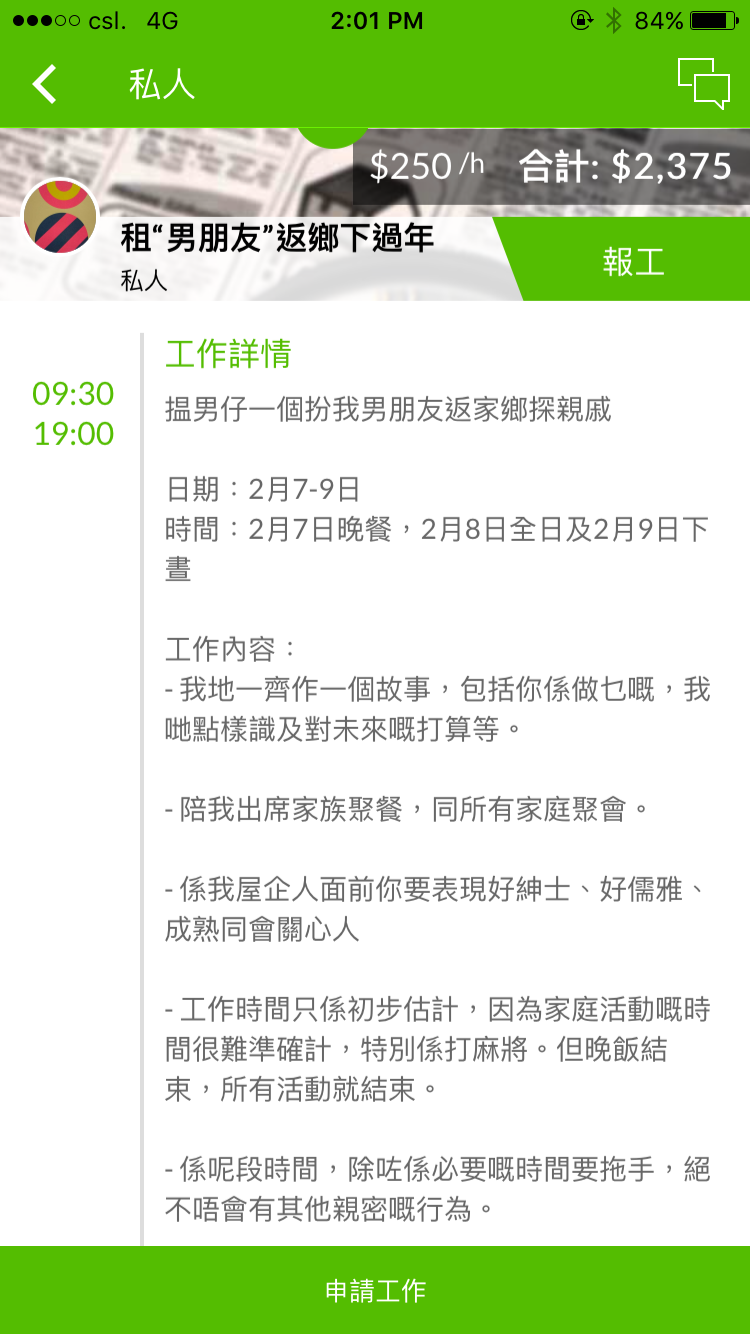 csl. 4G 2:01 PM 84%
私人
$250 /h 合計: $2,375
租“男朋友”返鄉下過年
私人
報工
工作詳情
09:30
19:00
搵男仔一個扮我男朋友返家鄉探親戚
日期：2月7-9日
時間：2月7日晚餐，2月8日全日及2月9日下
晝
工作內容：
- 我地一齊作一個故事，包括你係做乜嘅，我
哋點樣識及對未來嘅打算等。
- 陪我出席家族聚餐，同所有家庭聚會。
- 係我屋企人面前你要表現好紳士、好儒雅、
成熟同會關心人
- 工作時間只係初步估計，因為家庭活動嘅時
間很難準確計，特別係打麻將。但晚飯結
束，所有活動就結束。
- 係呢段時間，除咗係必要嘅時間要拖手，絕
不唔會有其他親密嘅行為。
申請工作